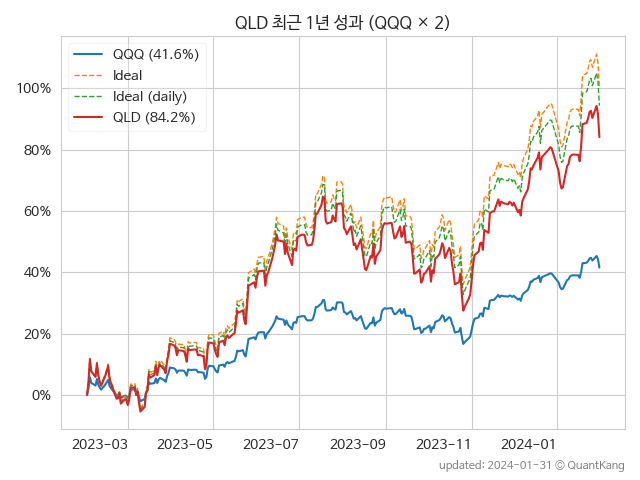 QLD 최근 1년 성과 (QQQ × 2)
QQQ (41.6%)
Ideal
Ideal (daily)
QLD (84.2%)
100%
80%
60%
40%
20%
0%
2023-03 2023-05 2023-07 2023-09 2023-11 2024-01
updated: 2024-01-31 © QuantKang